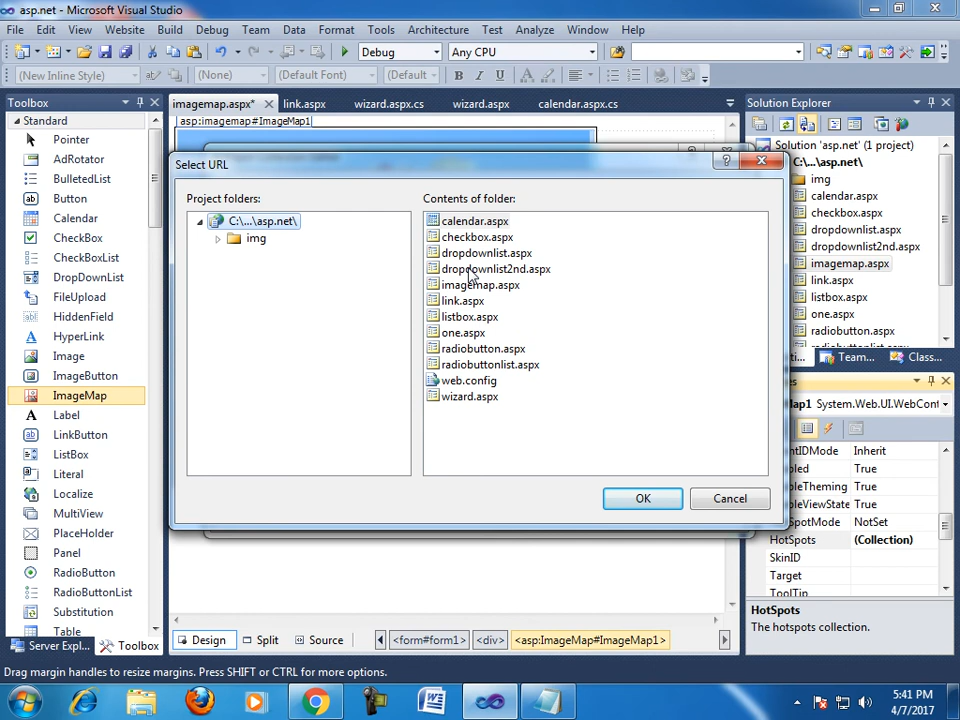 asp.net - Microsoft Visual Studio
File Edit View Website Build Debug Team Data Format Tools Architecture Test Analyze Window Help
Debug Any CPU
(New Inline Style) (None) (Default Font) (Default B I U A
Toolbox
imagemap.aspx* link.aspx wizard.aspx.cs wizard.aspx calendar.aspx.cs
Solution Explorer
asp:imagemap#ImageMap1
Standard
Pointer
AdRotator
BulletedList
Button
Calendar
CheckBox
CheckBoxList
DropDownList
FileUpload
HiddenField
HyperLink
Image
ImageButton
ImageMap
Label
LinkButton
ListBox
Literal
Localize
MultiView
PlaceHolder
Panel
RadioButton
RadioButtonList
Substitution
Table
Server Expl... Toolbox
Select URL
Project folders:
C:\...\asp.net\
img
Contents of folder:
calendar.aspx
checkbox.aspx
dropdownlist.aspx
dropdownlist2nd.aspx
imagemap.aspx
link.aspx
listbox.aspx
one.aspx
radiobutton.aspx
radiobuttonlist.aspx
web.config
wizard.aspx
OK Cancel
Solution 'asp.net' (1 project)
C:\...\asp.net\
img
calendar.aspx
checkbox.aspx
dropdownlist.aspx
dropdownlist2nd.aspx
imagemap.aspx
link.aspx
listbox.aspx
one.aspx
radiobutton.aspx
Team... Class...
Map1 System.Web.UI.WebCont
ntIDMode Inherit
led True
leTheming True
leViewState True
SpotMode NotSet
HotSpots (Collection)
SkinID
Target
ToolTip
HotSpots
The hotspots collection.
Design Split Source <form#form1> <div> <asp:ImageMap#ImageMap1>
Drag margin handles to resize margins. Press SHIFT or CTRL for more options.
5:41 PM
4/7/2017